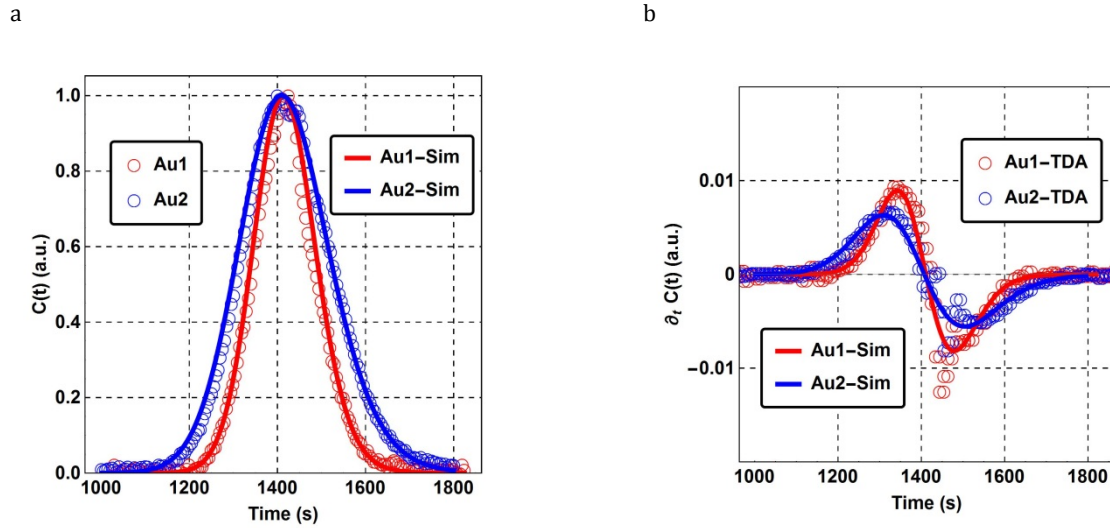 a
b
1.0
0.8
0.6
0.4
0.2
0.0
C(t) (a.u.)
Au1
Au2
Au1–Sim
Au2–Sim
1000 1200 1400 1600 1800
Time (s)
0.01
0
−0.01
∂t C(t) (a.u.)
Au1–TDA
Au2–TDA
Au1–Sim
Au2–Sim
1000 1200 1400 1600 1800
Time (s)